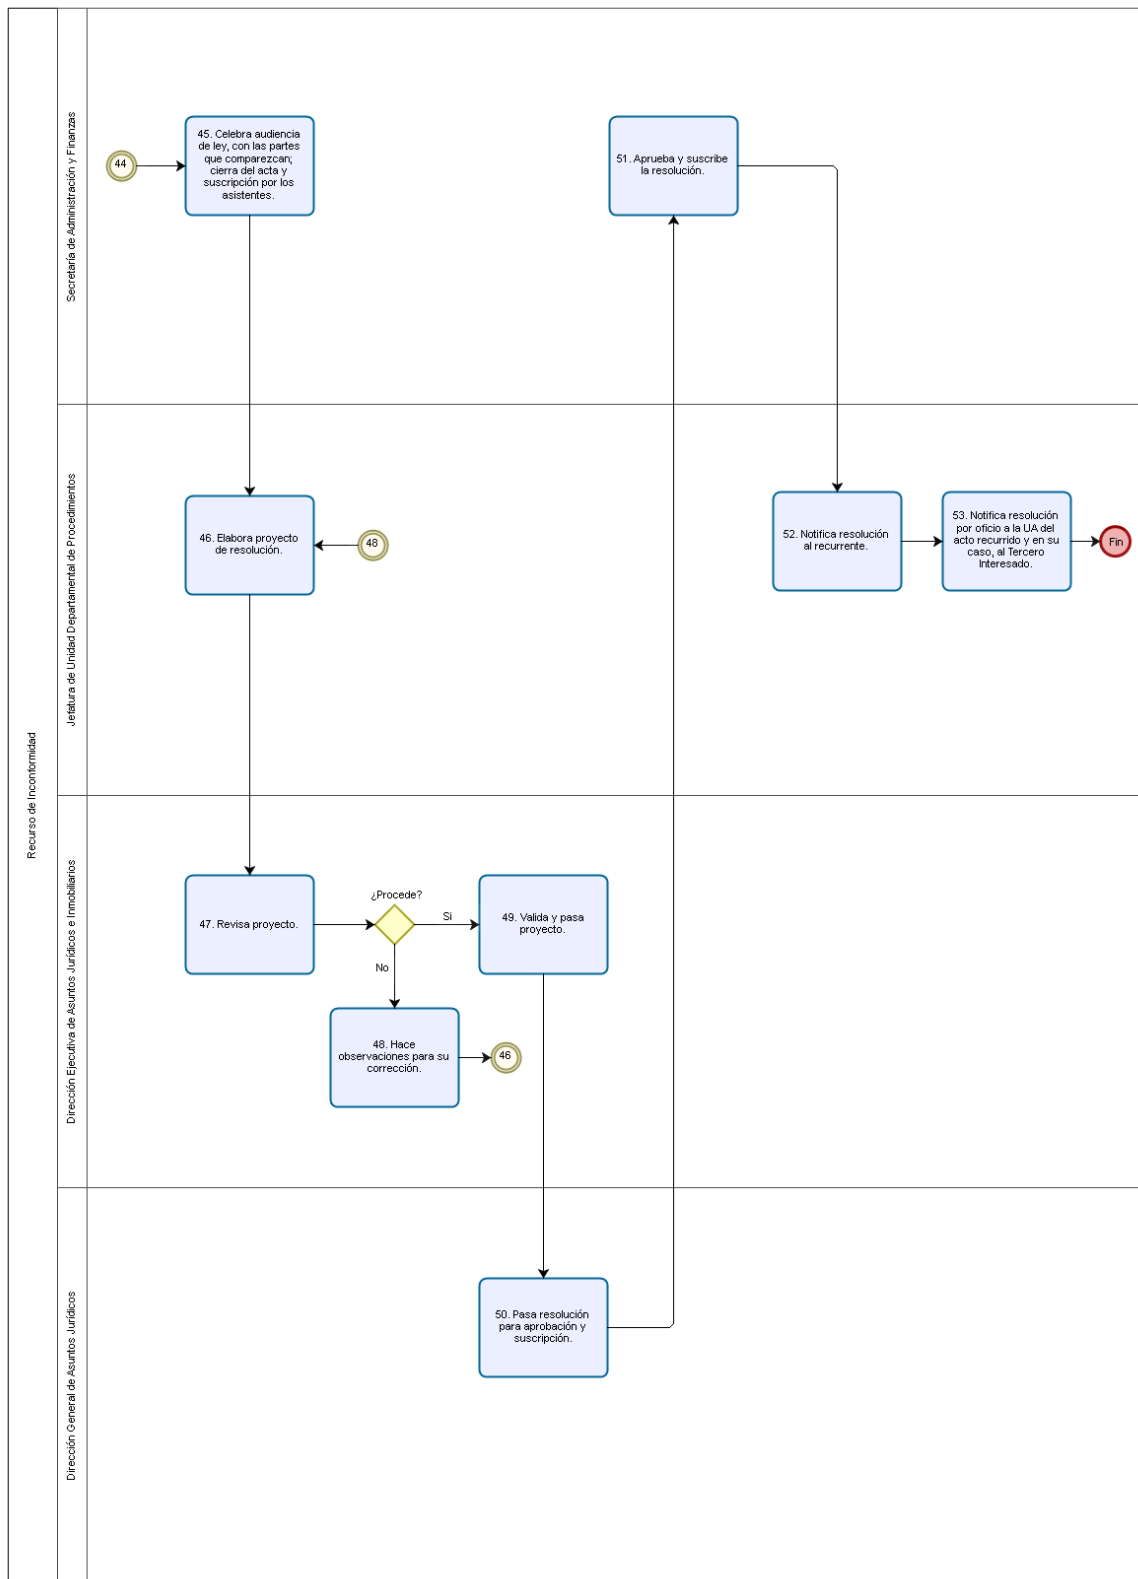 Recurso de Inconformidad
Secretaría de Administración y Finanzas
44
45. Celebra audiencia
de ley, con las partes
que comparezcan;
cierra del acta y
suscripción por los
asistentes.
51. Aprueba y suscribe
la resolución.
Jefatura de Unidad Departamental de Procedimientos
46. Elabora proyecto
de resolución.
48
52. Notifica resolución
al recurrente.
53. Notifica resolución
por oficio a la UA del
acto recurrido y en su
caso, al Tercero
Interesado.
Fin
Dirección Ejecutiva de Asuntos Jurídicos e Inmobiliarios
47. Revisa proyecto.
¿Procede?
Si
49. Valida y pasa
proyecto.
No
48. Hace
observaciones para su
corrección.
46
Dirección General de Asuntos Jurídicos
50. Pasa resolución
para aprobación y
suscripción.